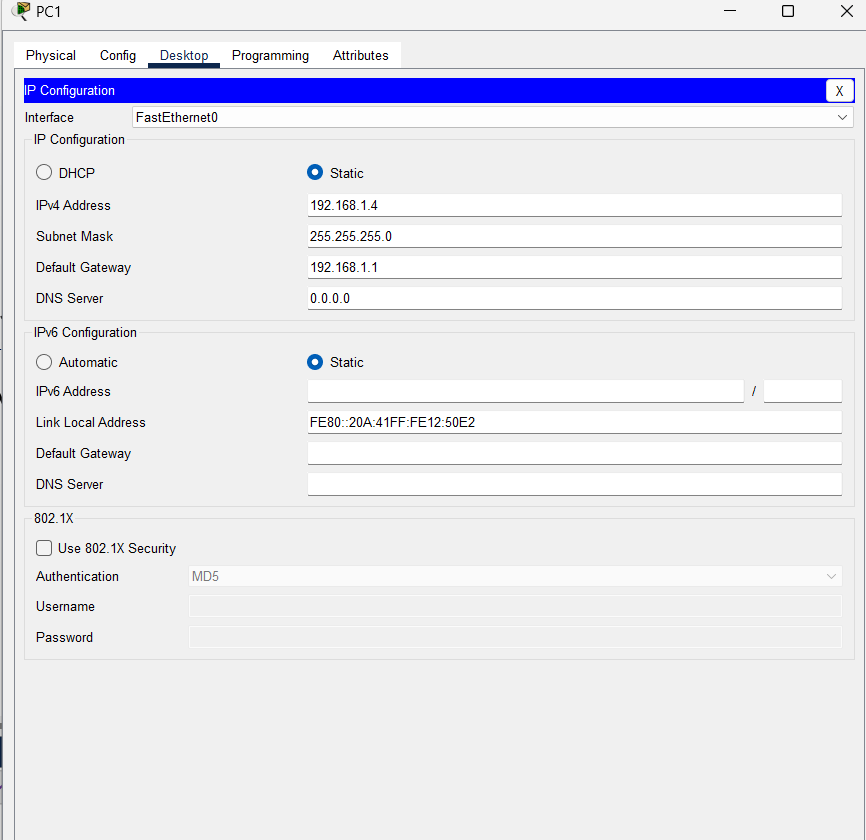 PC1
Physical Config Desktop Programming Attributes
IP Configuration X
Interface FastEthernet0
IP Configuration
DHCP Static
IPv4 Address 192.168.1.4
Subnet Mask 255.255.255.0
Default Gateway 192.168.1.1
DNS Server 0.0.0.0
IPv6 Configuration
Automatic Static
IPv6 Address /
Link Local Address FE80::20A:41FF:FE12:50E2
Default Gateway
DNS Server
802.1X
Use 802.1X Security
Authentication MD5
Username
Password